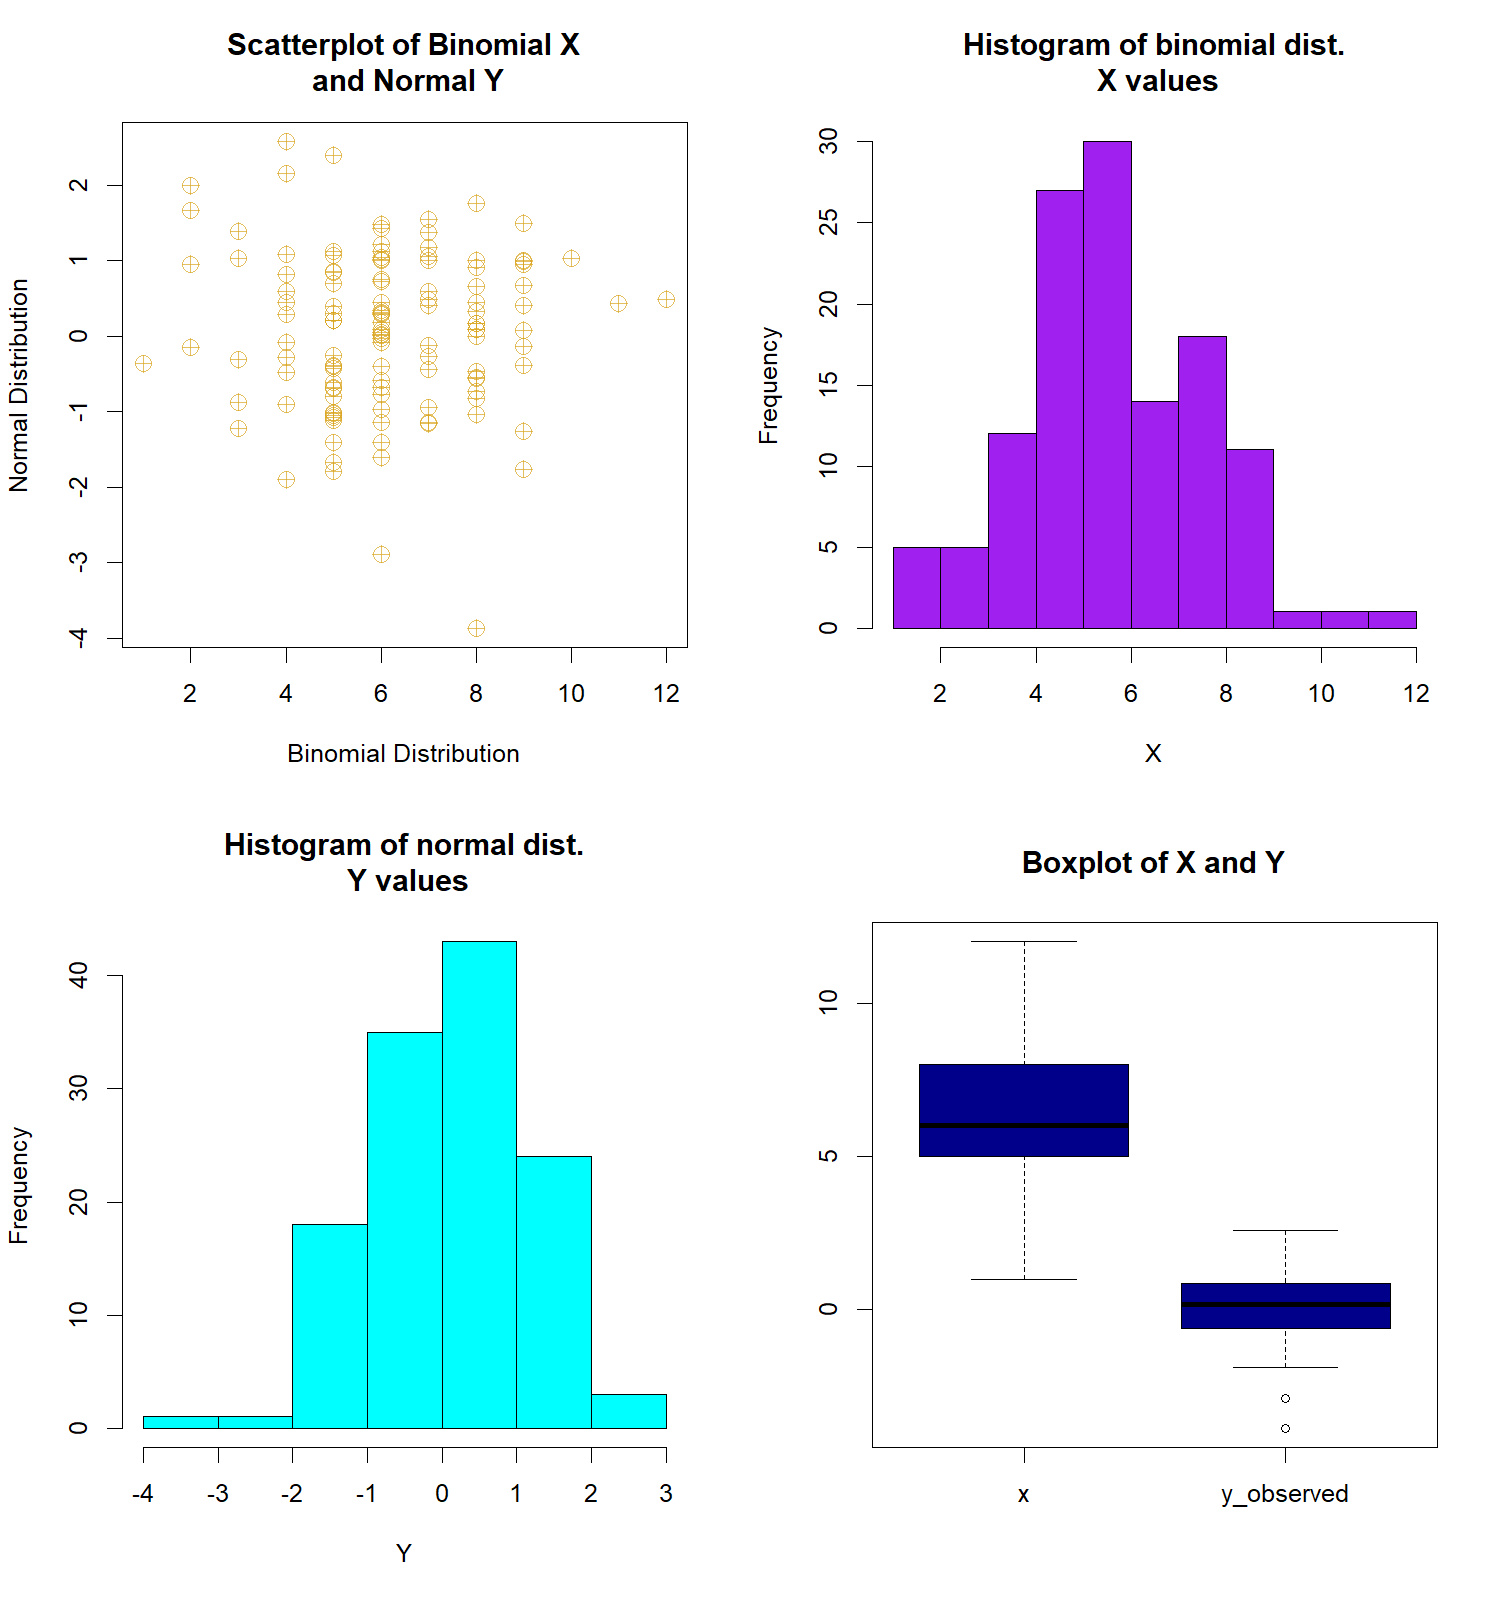 Scatterplot of Binomial X
and Normal Y
2
1
0
-1
-2
-3
-4
Normal Distribution
2 4 6 8 10 12
Binomial Distribution
Histogram of binomial dist.
X values
30
25
20
15
10
5
0
Frequency
2 4 6 8 10 12
X
Histogram of normal dist.
Y values
40
30
20
10
0
Frequency
-4 -3 -2 -1 0 1 2 3
Y
Boxplot of X and Y
10
5
0
x y_observed